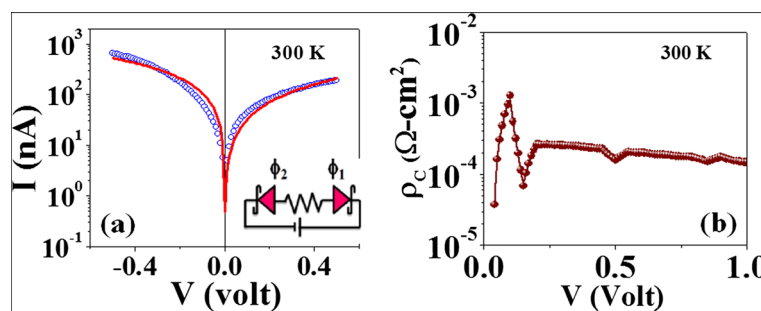 10³
10²
10¹
10⁰
10⁻¹
I (nA)
300 K
ϕ₂
ϕ₁
(a)
-0.4
0.0
0.4
V (volt)
10⁻²
10⁻³
10⁻⁴
10⁻⁵
ρ_C (Ω-cm²)
300 K
(b)
0.0
0.5
1.0
V (Volt)